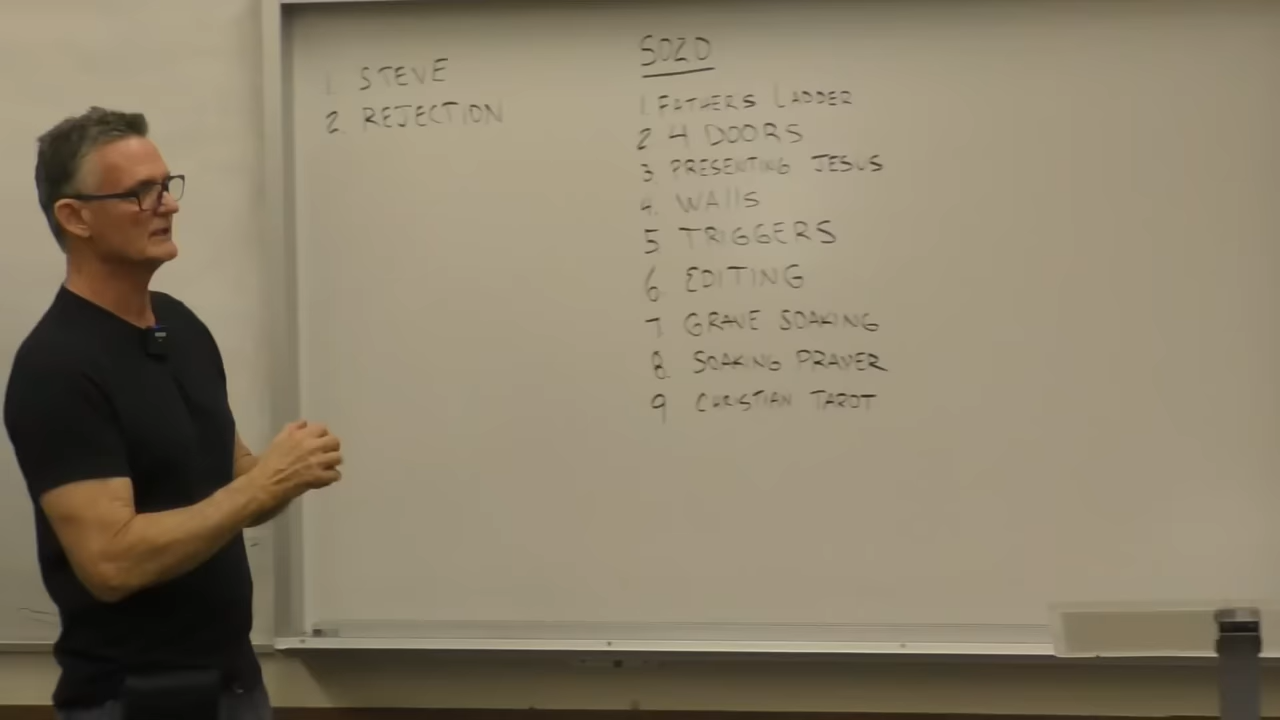 1. STEVE
2. REJECTION
SOZO
1. FATHERS LADDER
2 4 DOORS
3. PRESENTING JESUS
4. WAllS
5 TRIGGERS
6 EDITING
7 GRAVE SOAKING
8 SOAKING PRAYER
9 CHRISTIAN TAROT